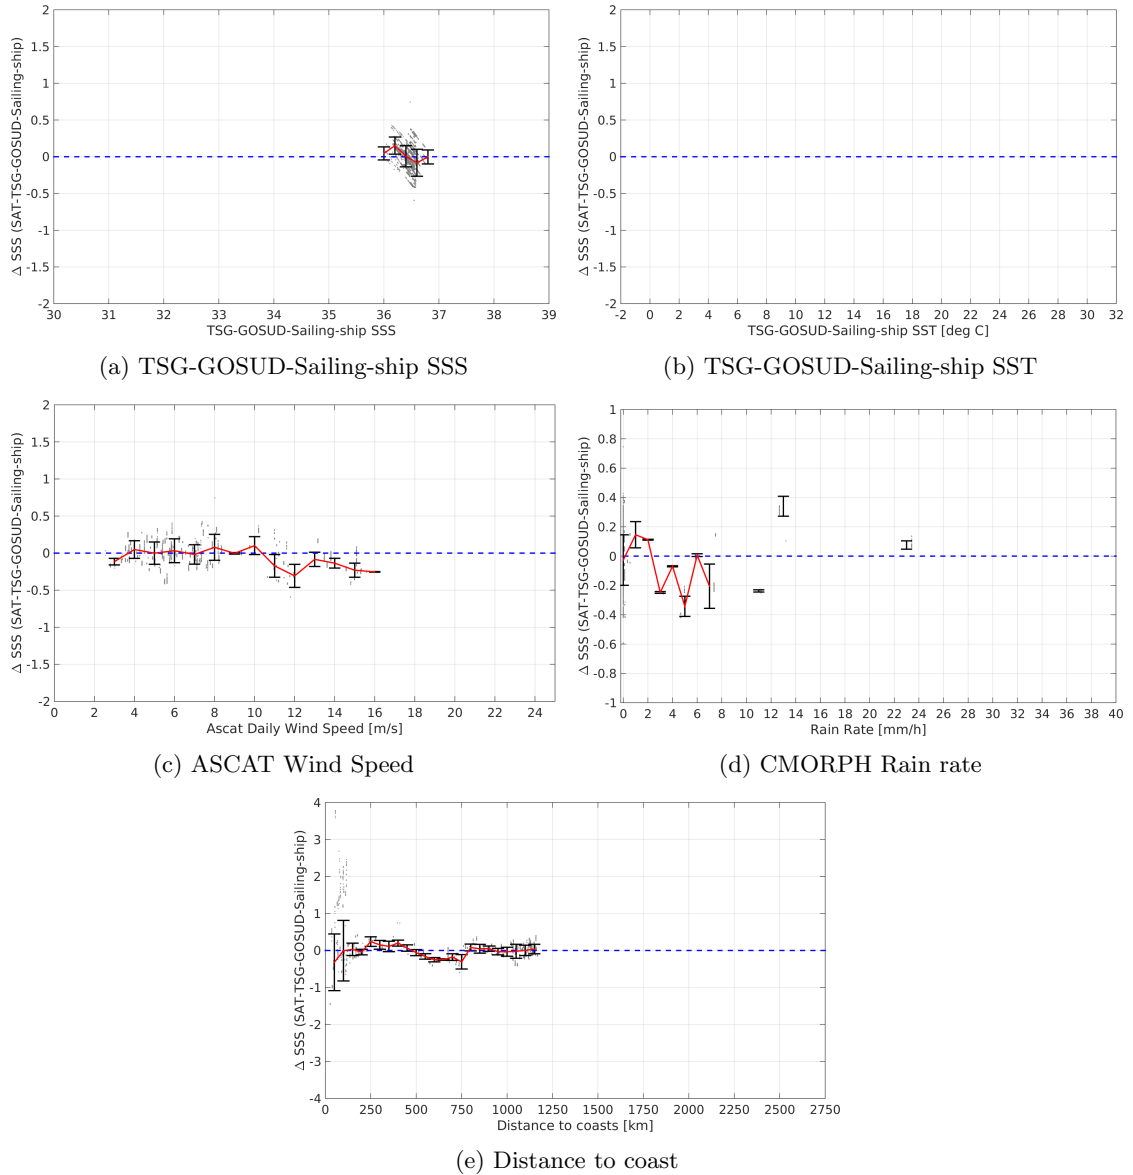 2
1.5
1
0.5
0
-0.5
-1
-1.5
-2
Δ SSS (SAT-TSG-GOSUD-Sailing-ship)
30 31 32 33 34 35 36 37 38 39
TSG-GOSUD-Sailing-ship SSS
(a) TSG-GOSUD-Sailing-ship SSS
2
1.5
1
0.5
0
-0.5
-1
-1.5
-2
Δ SSS (SAT-TSG-GOSUD-Sailing-ship)
-2 0 2 4 6 8 10 12 14 16 18 20 22 24 26 28 30 32
TSG-GOSUD-Sailing-ship SST [deg C]
(b) TSG-GOSUD-Sailing-ship SST
2
1.5
1
0.5
0
-0.5
-1
-1.5
-2
Δ SSS (SAT-TSG-GOSUD-Sailing-ship)
0 2 4 6 8 10 12 14 16 18 20 22 24
Ascat Daily Wind Speed [m/s]
(c) ASCAT Wind Speed
1
0.8
0.6
0.4
0.2
0
-0.2
-0.4
-0.6
-0.8
-1
Δ SSS (SAT-TSG-GOSUD-Sailing-ship)
0 2 4 6 8 10 12 14 16 18 20 22 24 26 28 30 32 34 36 38 40
Rain Rate [mm/h]
(d) CMORPH Rain rate
4
3
2
1
0
-1
-2
-3
-4
Δ SSS (SAT-TSG-GOSUD-Sailing-ship)
0 250 500 750 1000 1250 1500 1750 2000 2250 2500 2750
Distance to coasts [km]
(e) Distance to coast